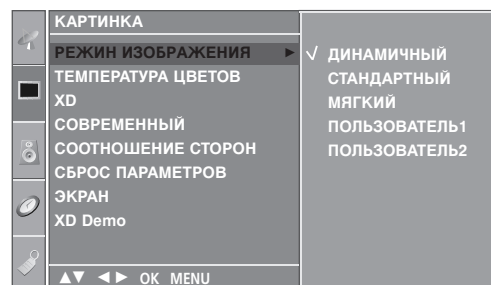 КАРТИНКА
РЕЖИН ИЗОБРАЖЕНИЯ ►
ТЕМПЕРАТУРА ЦВЕТОВ
XD
СОВРЕМЕННЫЙ
СООТНОШЕНИЕ СТОРОН
СБРОС ПАРАМЕТРОВ
ЭКРАН
XD Demo
▲▼ ◄► OK MENU
√ ДИНАМИЧНЫЙ
СТАНДАРТНЫЙ
МЯГКИЙ
ПОЛЬЗОВАТЕЛЬ1
ПОЛЬЗОВАТЕЛЬ2